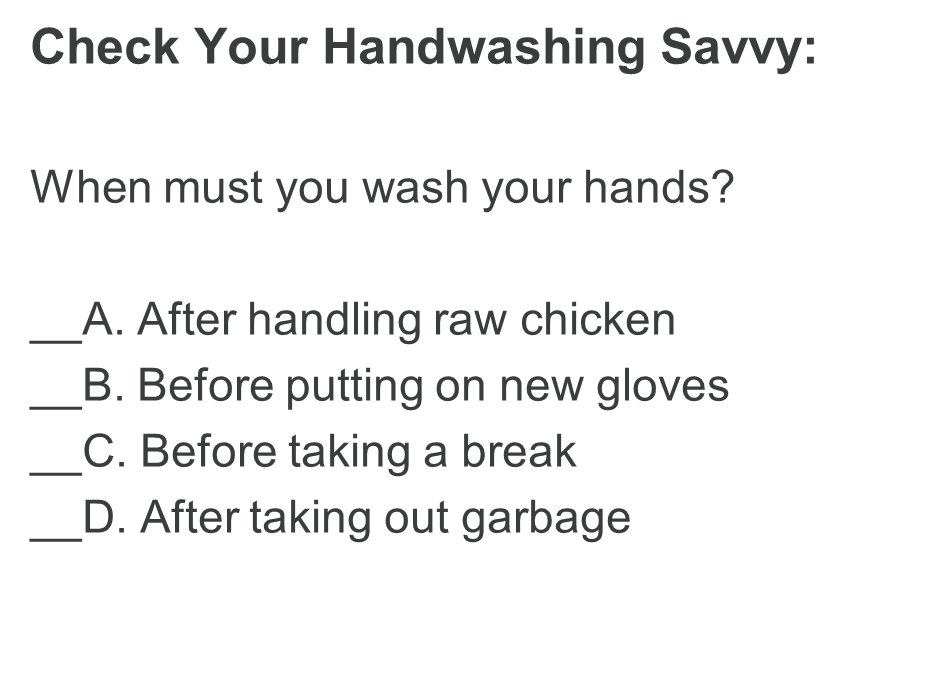 Check Your Handwashing Savvy:
When must you wash your hands?
__A. After handling raw chicken
__B. Before putting on new gloves
__C. Before taking a break
__D. After taking out garbage